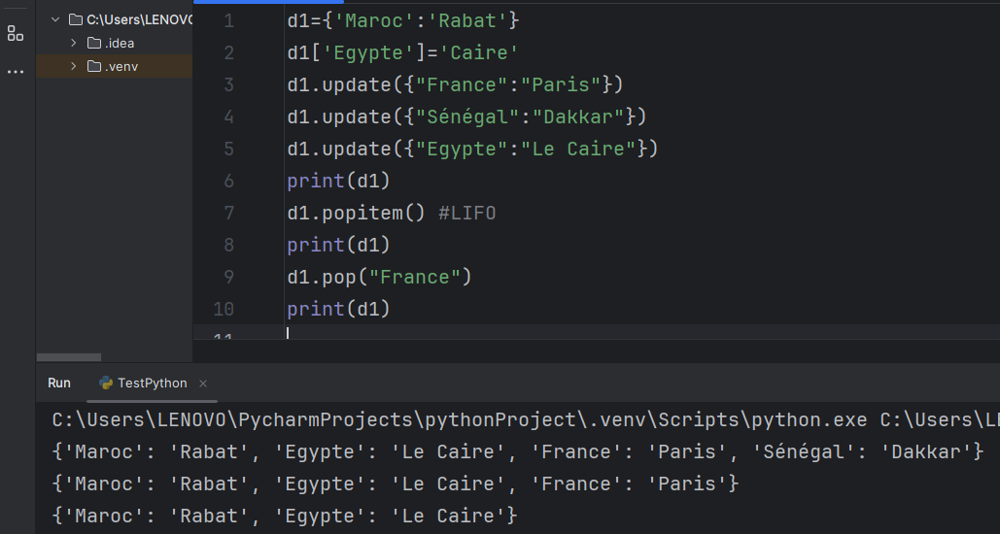 C:\Users\LENOVO
.idea
.venv
1 d1={'Maroc':'Rabat'}
2 d1['Egypte']='Caire'
3 d1.update({"France":"Paris"})
4 d1.update({"Sénégal":"Dakkar"})
5 d1.update({"Egypte":"Le Caire"})
6 print(d1)
7 d1.popitem() #LIFO
8 print(d1)
9 d1.pop("France")
10 print(d1)
11
Run TestPython ×
C:\Users\LENOVO\PycharmProjects\pythonProject\.venv\Scripts\python.exe C:\Users\LE
{'Maroc': 'Rabat', 'Egypte': 'Le Caire', 'France': 'Paris', 'Sénégal': 'Dakkar'}
{'Maroc': 'Rabat', 'Egypte': 'Le Caire', 'France': 'Paris'}
{'Maroc': 'Rabat', 'Egypte': 'Le Caire'}